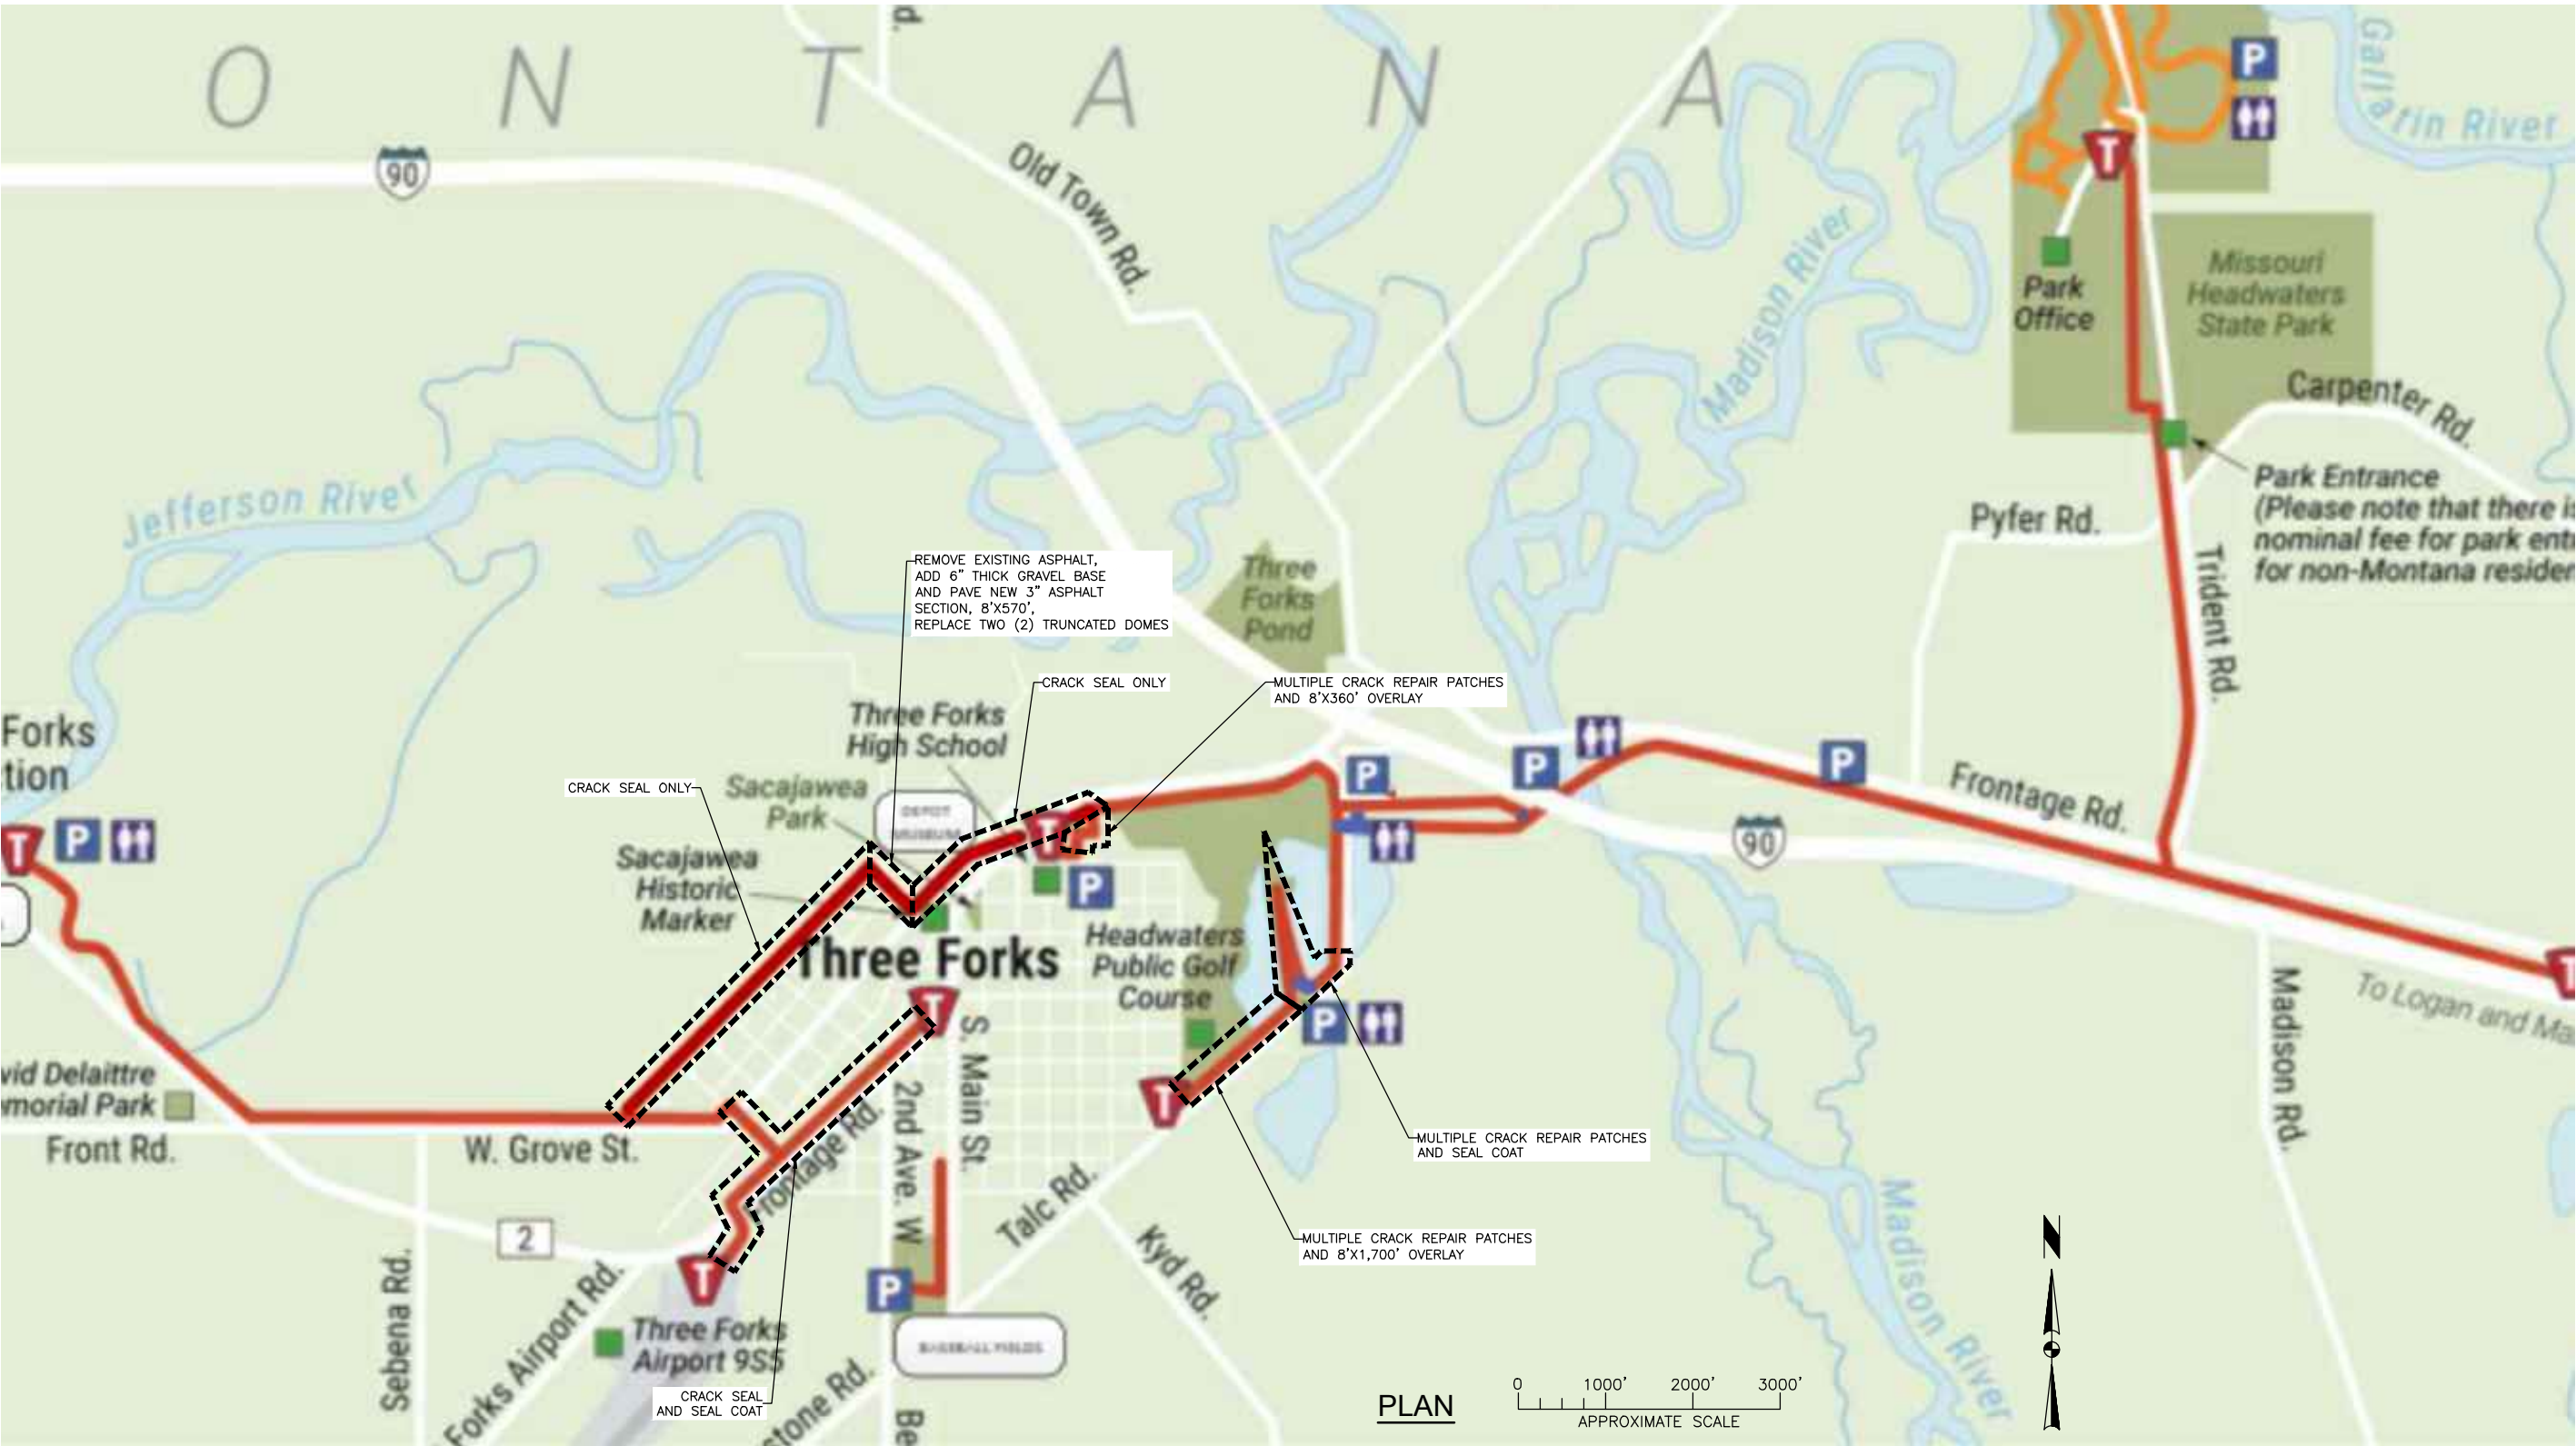 O N T A N A
d.
90
Old Town Rd.
Gallatin River
P
T
Park
Office
Missouri
Headwaters
State Park
Madison River
Carpenter Rd.
Park Entrance
(Please note that there is
nominal fee for park ent
for non-Montana residen
Pyfer Rd.
Trident Rd.
Jefferson River
REMOVE EXISTING ASPHALT,
ADD 6" THICK GRAVEL BASE
AND PAVE NEW 3" ASPHALT
SECTION, 8'X570',
REPLACE TWO (2) TRUNCATED DOMES
Three
Forks
Pond
CRACK SEAL ONLY
MULTIPLE CRACK REPAIR PATCHES
AND 8'X360' OVERLAY
Three Forks
High School
Forks
tion
CRACK SEAL ONLY
Sacajawea
Park
DEPOT
MUSEUM
Sacajawea
Historic
Marker
T
P
T
P
P
P
P
Frontage Rd.
90
T
Three Forks
Headwaters
Public Golf
Course
T
P
To Logan and Ma
Madison Rd.
S. Main St.
2nd Ave. W
vid Delaittre
emorial Park
Front Rd.
W. Grove St.
Frontage Rd.
T
MULTIPLE CRACK REPAIR PATCHES
AND SEAL COAT
Talc Rd.
Kyd Rd.
MULTIPLE CRACK REPAIR PATCHES
AND 8'X1,700' OVERLAY
Madison River
N
2
Sebena Rd.
Forks Airport Rd.
T
P
Three Forks
Airport 9S5
BASEBALL FIELDS
CRACK SEAL
AND SEAL COAT
stone Rd.
Be
PLAN
0 1000' 2000' 3000'
APPROXIMATE SCALE